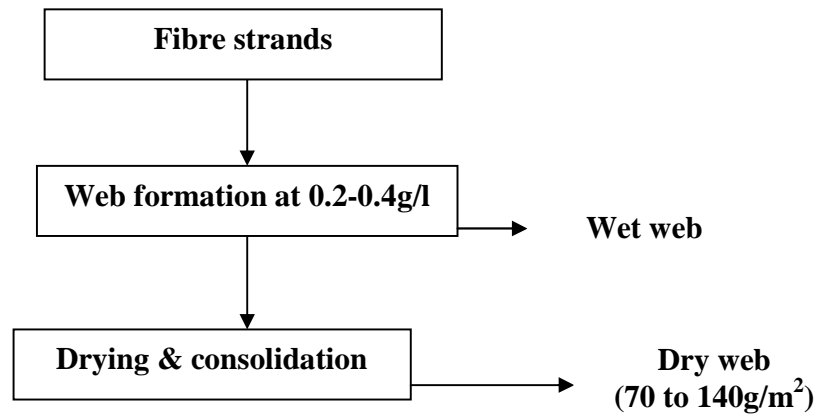 Fibre strands
Web formation at 0.2-0.4g/l
Wet web
Drying & consolidation
Dry web
(70 to 140g/m²)